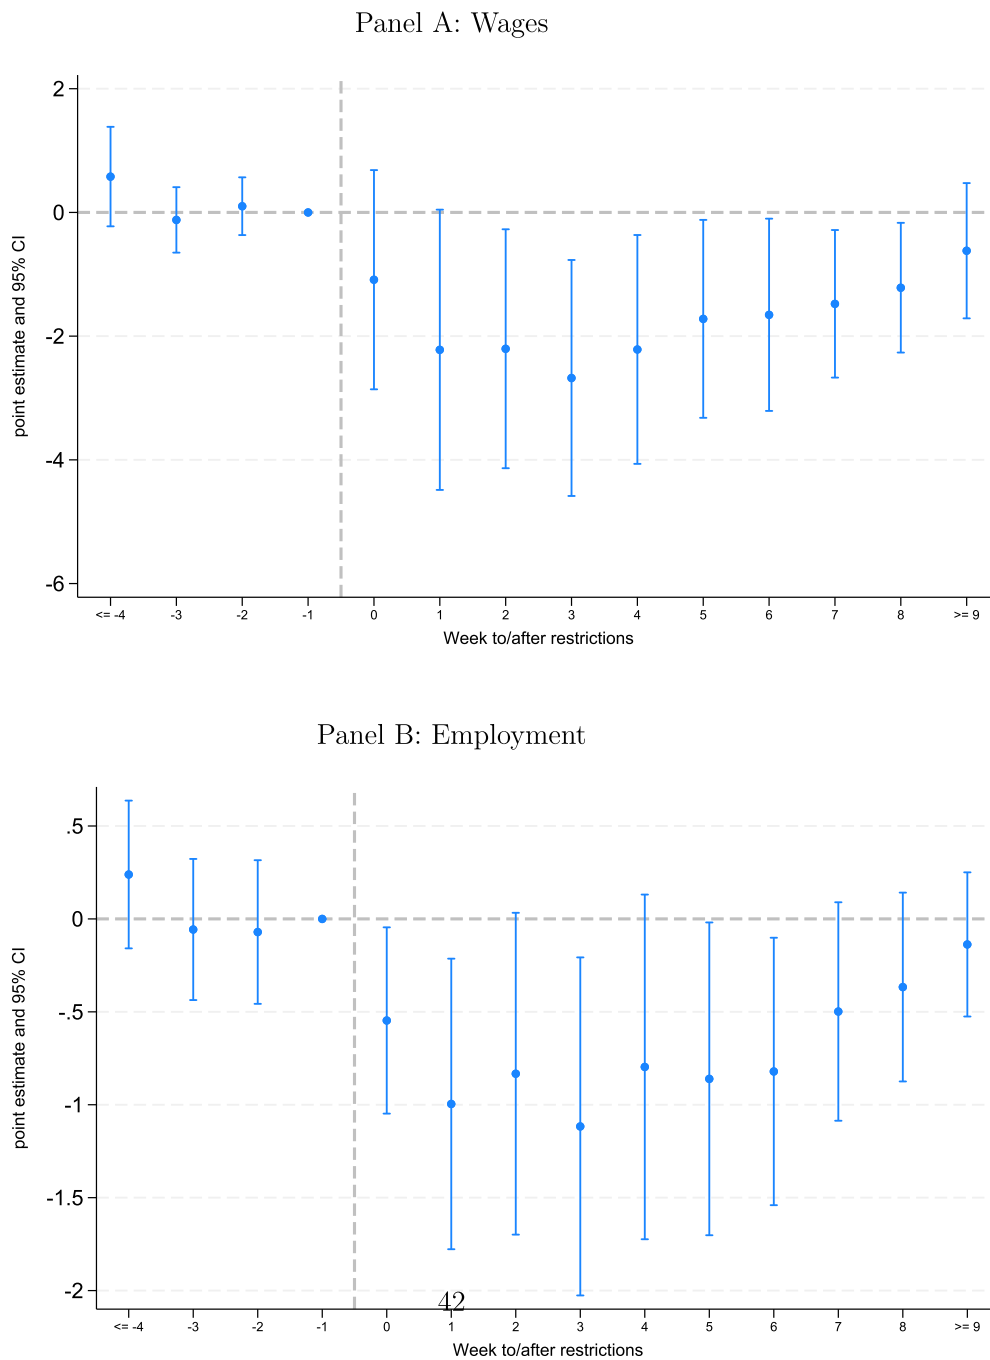 Panel A: Wages
2
0
-2
-4
-6
point estimate and 95% CI
<= -4 -3 -2 -1 0 1 2 3 4 5 6 7 8 >= 9
Week to/after restrictions
Panel B: Employment
.5
0
-.5
-1
-1.5
-2
point estimate and 95% CI
42
<= -4 -3 -2 -1 0 1 2 3 4 5 6 7 8 >= 9
Week to/after restrictions